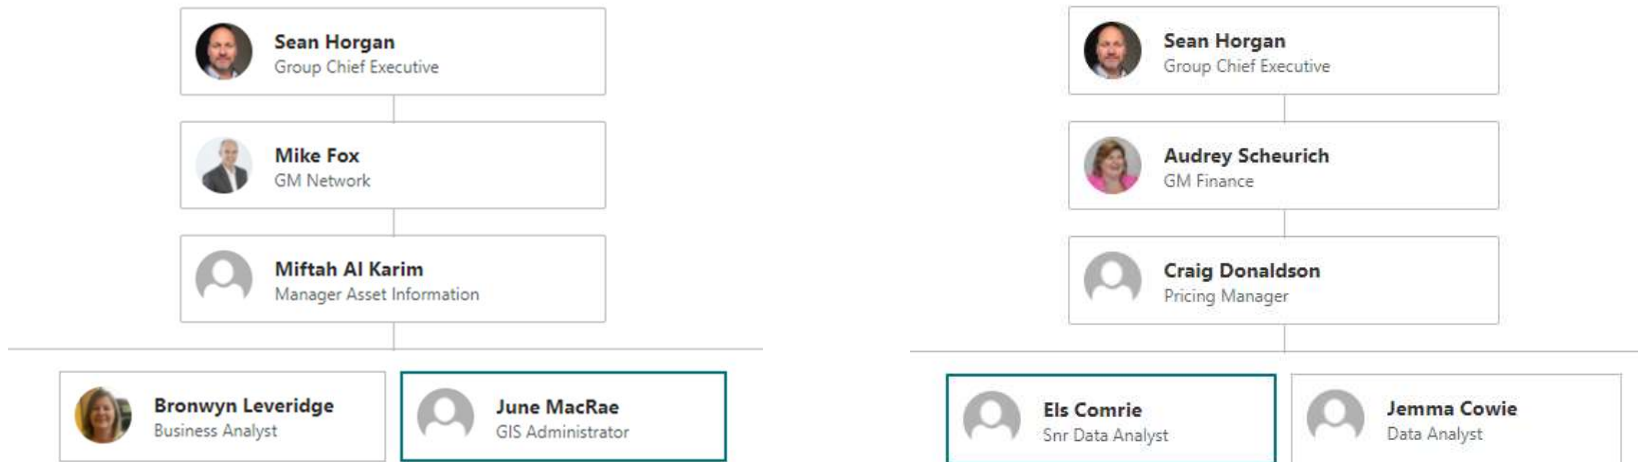 Sean Horgan
Group Chief Executive
Mike Fox
GM Network
Miftah Al Karim
Manager Asset Information
Bronwyn Leveridge
Business Analyst
June MacRae
GIS Administrator
Sean Horgan
Group Chief Executive
Audrey Scheurich
GM Finance
Craig Donaldson
Pricing Manager
Els Comrie
Snr Data Analyst
Jemma Cowie
Data Analyst